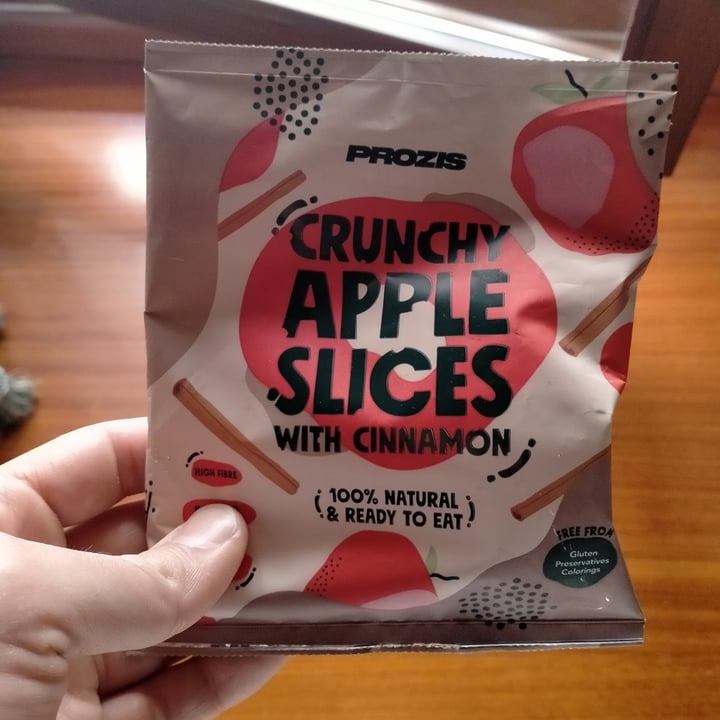 PROZIS
CRUNCHY
APPLE
SLICES
WITH CINNAMON
HIGH FIBRE
100% NATURAL
& READY TO EAT
FREE FROM
Gluten
Preservatives
Colorings